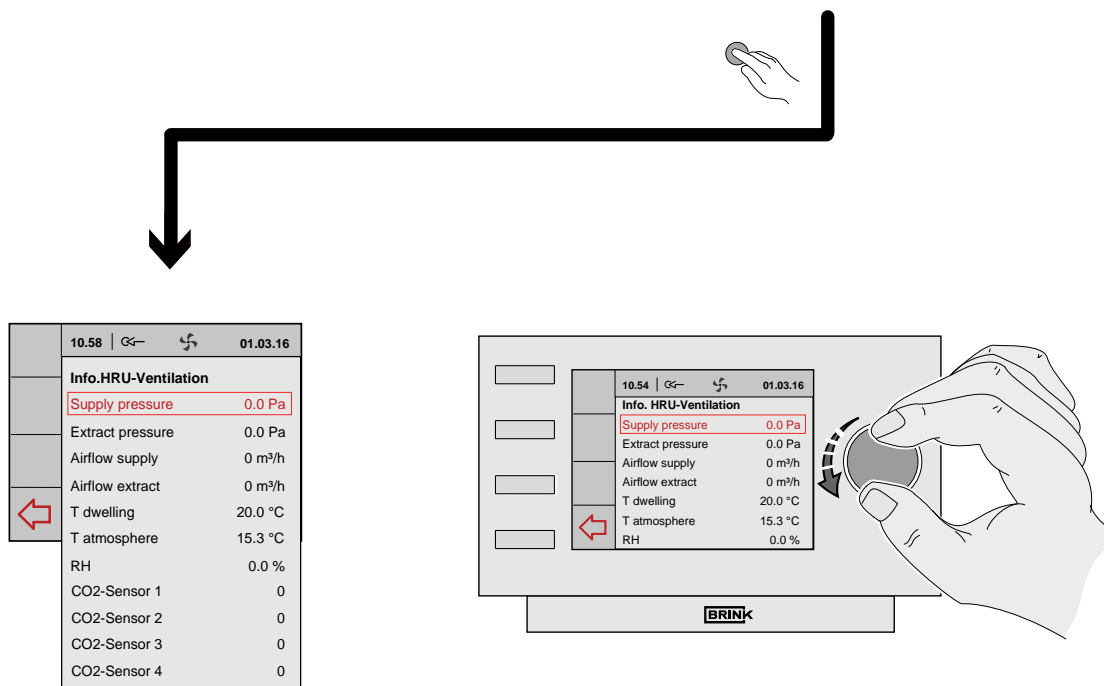 10.58 01.03.16
Info.HRU-Ventilation
Supply pressure 0.0 Pa
Extract pressure 0.0 Pa
Airflow supply 0 m³/h
Airflow extract 0 m³/h
T dwelling 20.0 °C
T atmosphere 15.3 °C
RH 0.0 %
CO2-Sensor 1 0
CO2-Sensor 2 0
CO2-Sensor 3 0
CO2-Sensor 4 0
10.54 01.03.16
Info. HRU-Ventilation
Supply pressure 0.0 Pa
Extract pressure 0.0 Pa
Airflow supply 0 m³/h
Airflow extract 0 m³/h
T dwelling 20.0 °C
T atmosphere 15.3 °C
RH 0.0 %
BRINK